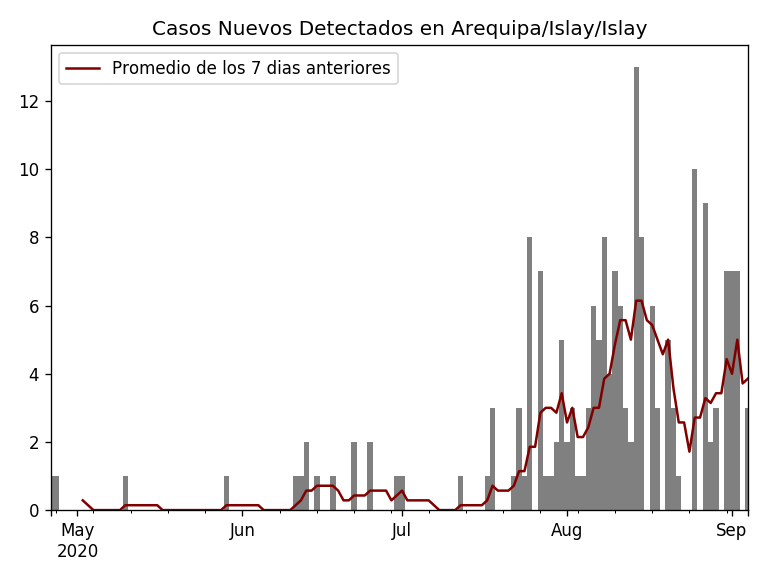 Casos Nuevos Detectados en Arequipa/Islay/Islay
Promedio de los 7 dias anteriores
12
10
8
6
4
2
0
May
2020
Jun
Jul
Aug
Sep